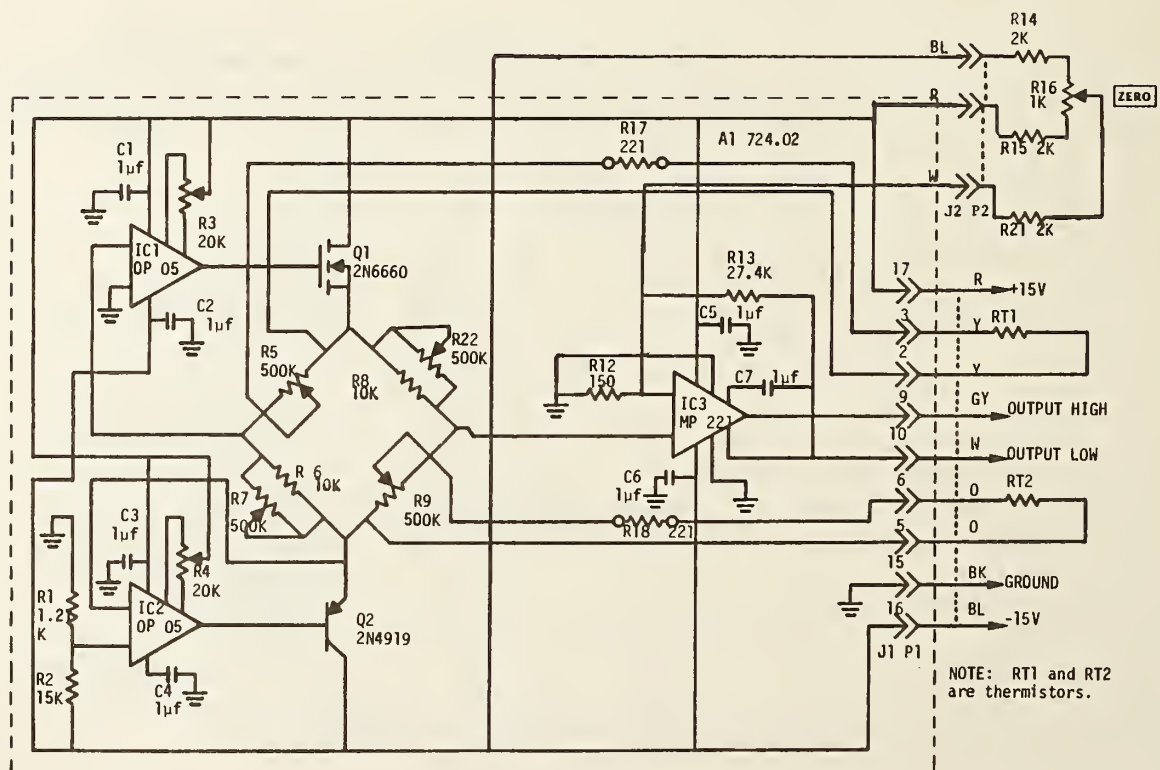 R14
2K
BL
R16
1K
ZERO
R
R15 2K
W
J2 P2
R21 2K
R17
221
A1 724.02
C1
1µf
R3
20K
IC1
OP 05
Q1
2N6660
C2
1µf
R13
27.4K
C5
1µf
17
R
+15V
3
Y
RT1
2
Y
R5
500K
R22
500K
R8
10K
R12
150
C7
1µf
IC3
MP 221
9
GY
OUTPUT HIGH
10
W
OUTPUT LOW
R 6
10K
R7
500K
R9
500K
C6
1µf
R18
221
6
O
RT2
5
O
C3
1µf
R4
20K
R1
1.21
K
IC2
OP 05
Q2
2N4919
15
BK
GROUND
16
BL
-15V
J1 P1
R2
15K
C4
1µf
NOTE: RT1 and RT2
are thermistors.